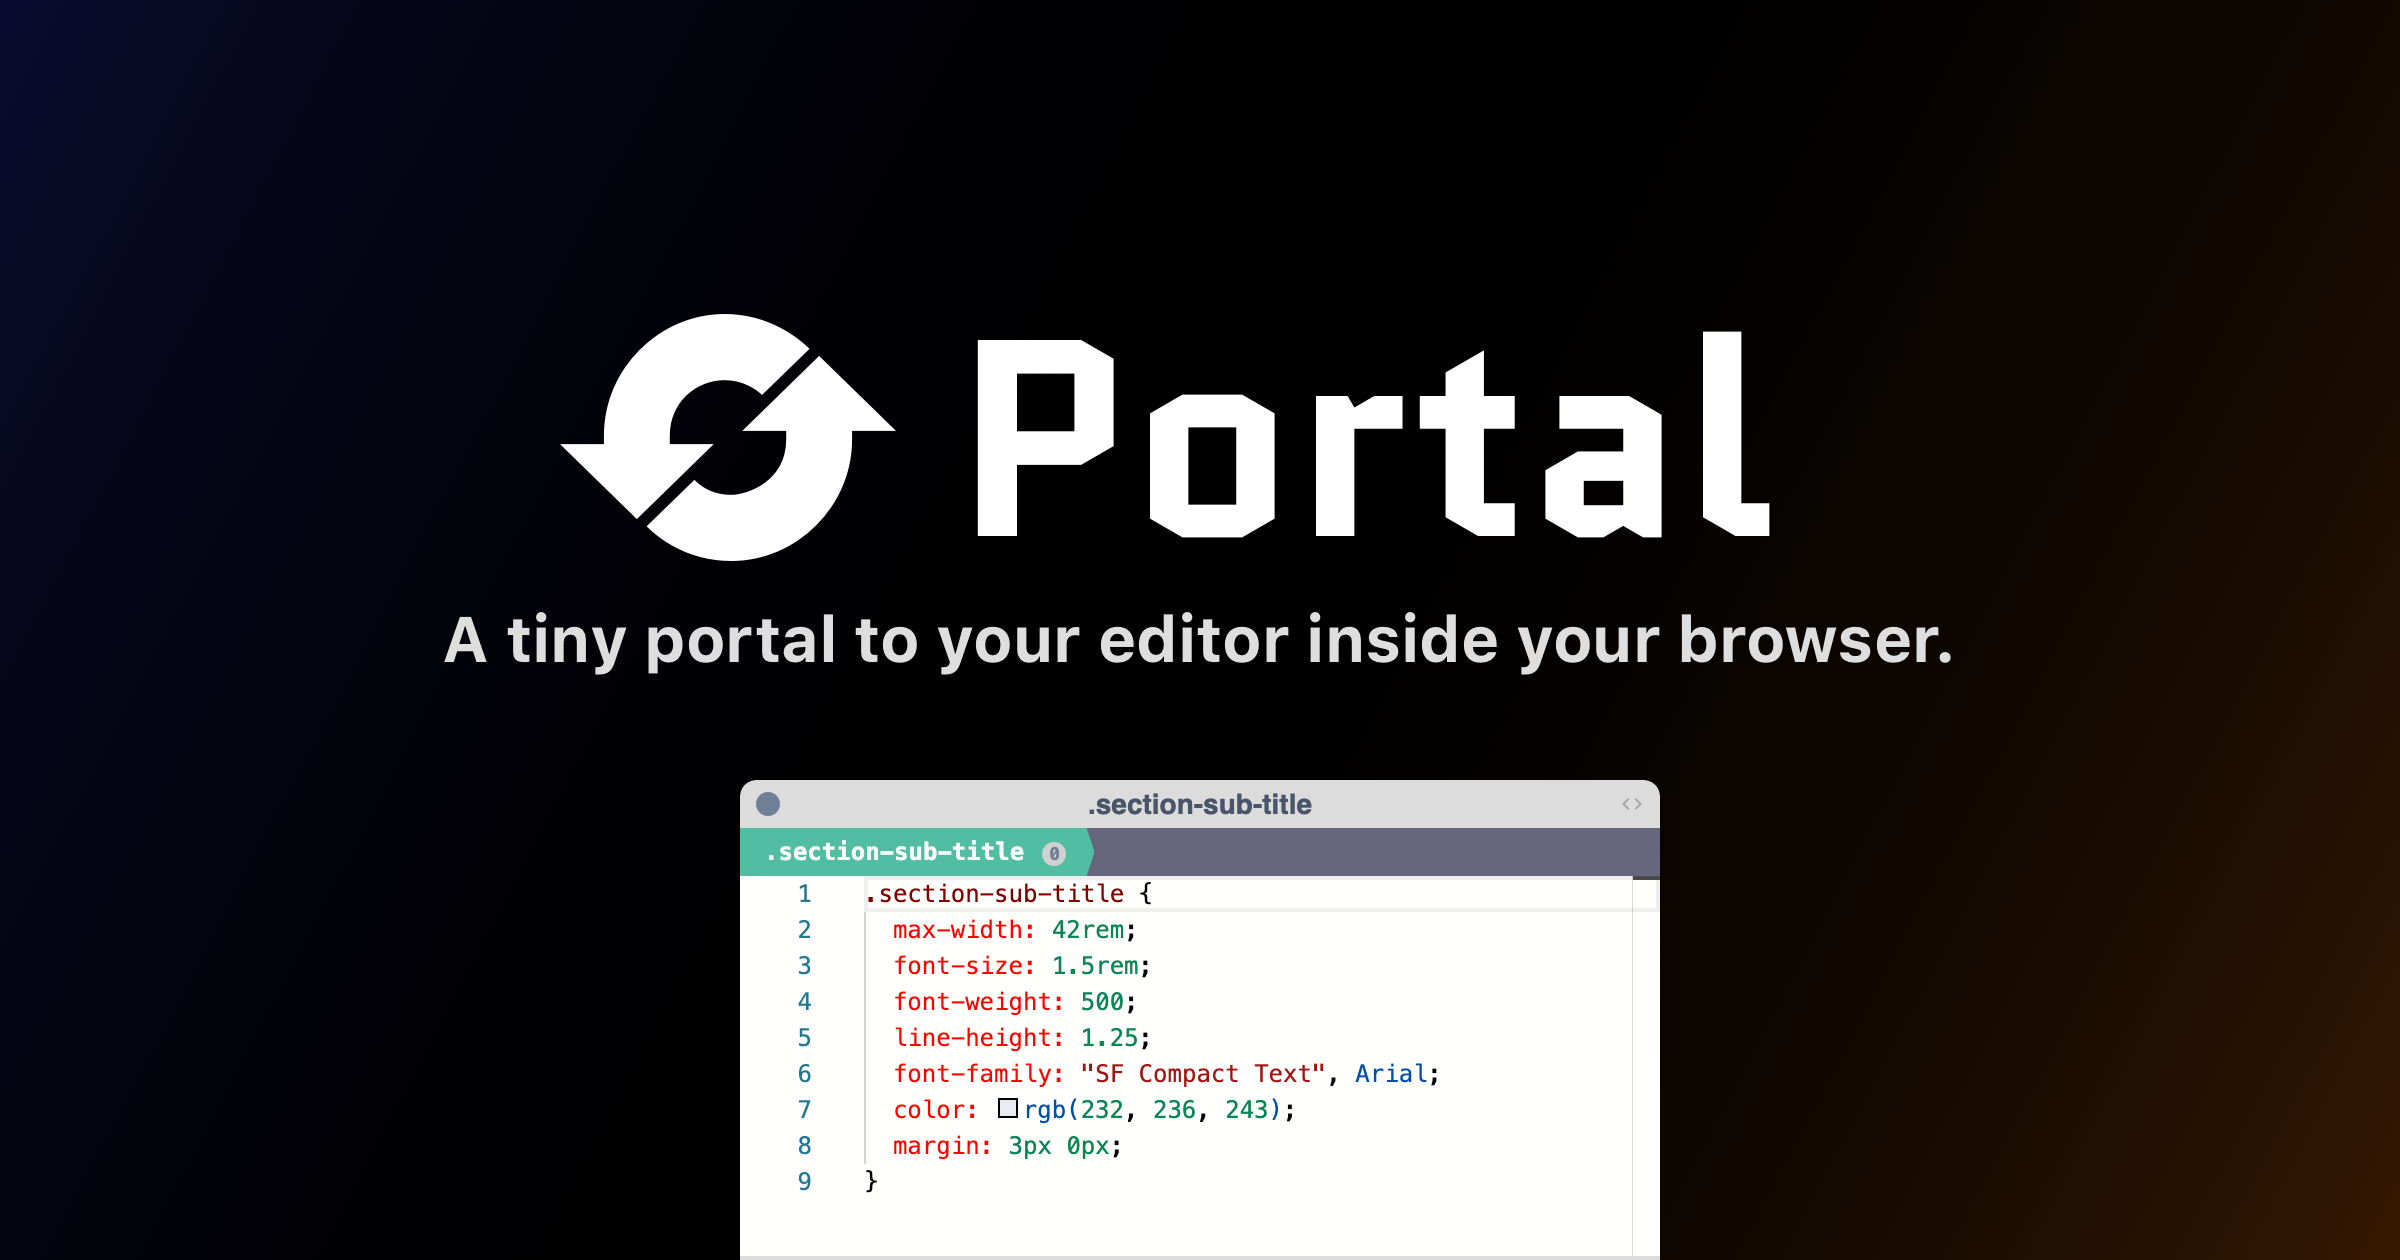 Portal
A tiny portal to your editor inside your browser.
.section-sub-title
.section-sub-title 0
1 .section-sub-title {
2 max-width: 42rem;
3 font-size: 1.5rem;
4 font-weight: 500;
5 line-height: 1.25;
6 font-family: "SF Compact Text", Arial;
7 color: rgb(232, 236, 243);
8 margin: 3px 0px;
9 }